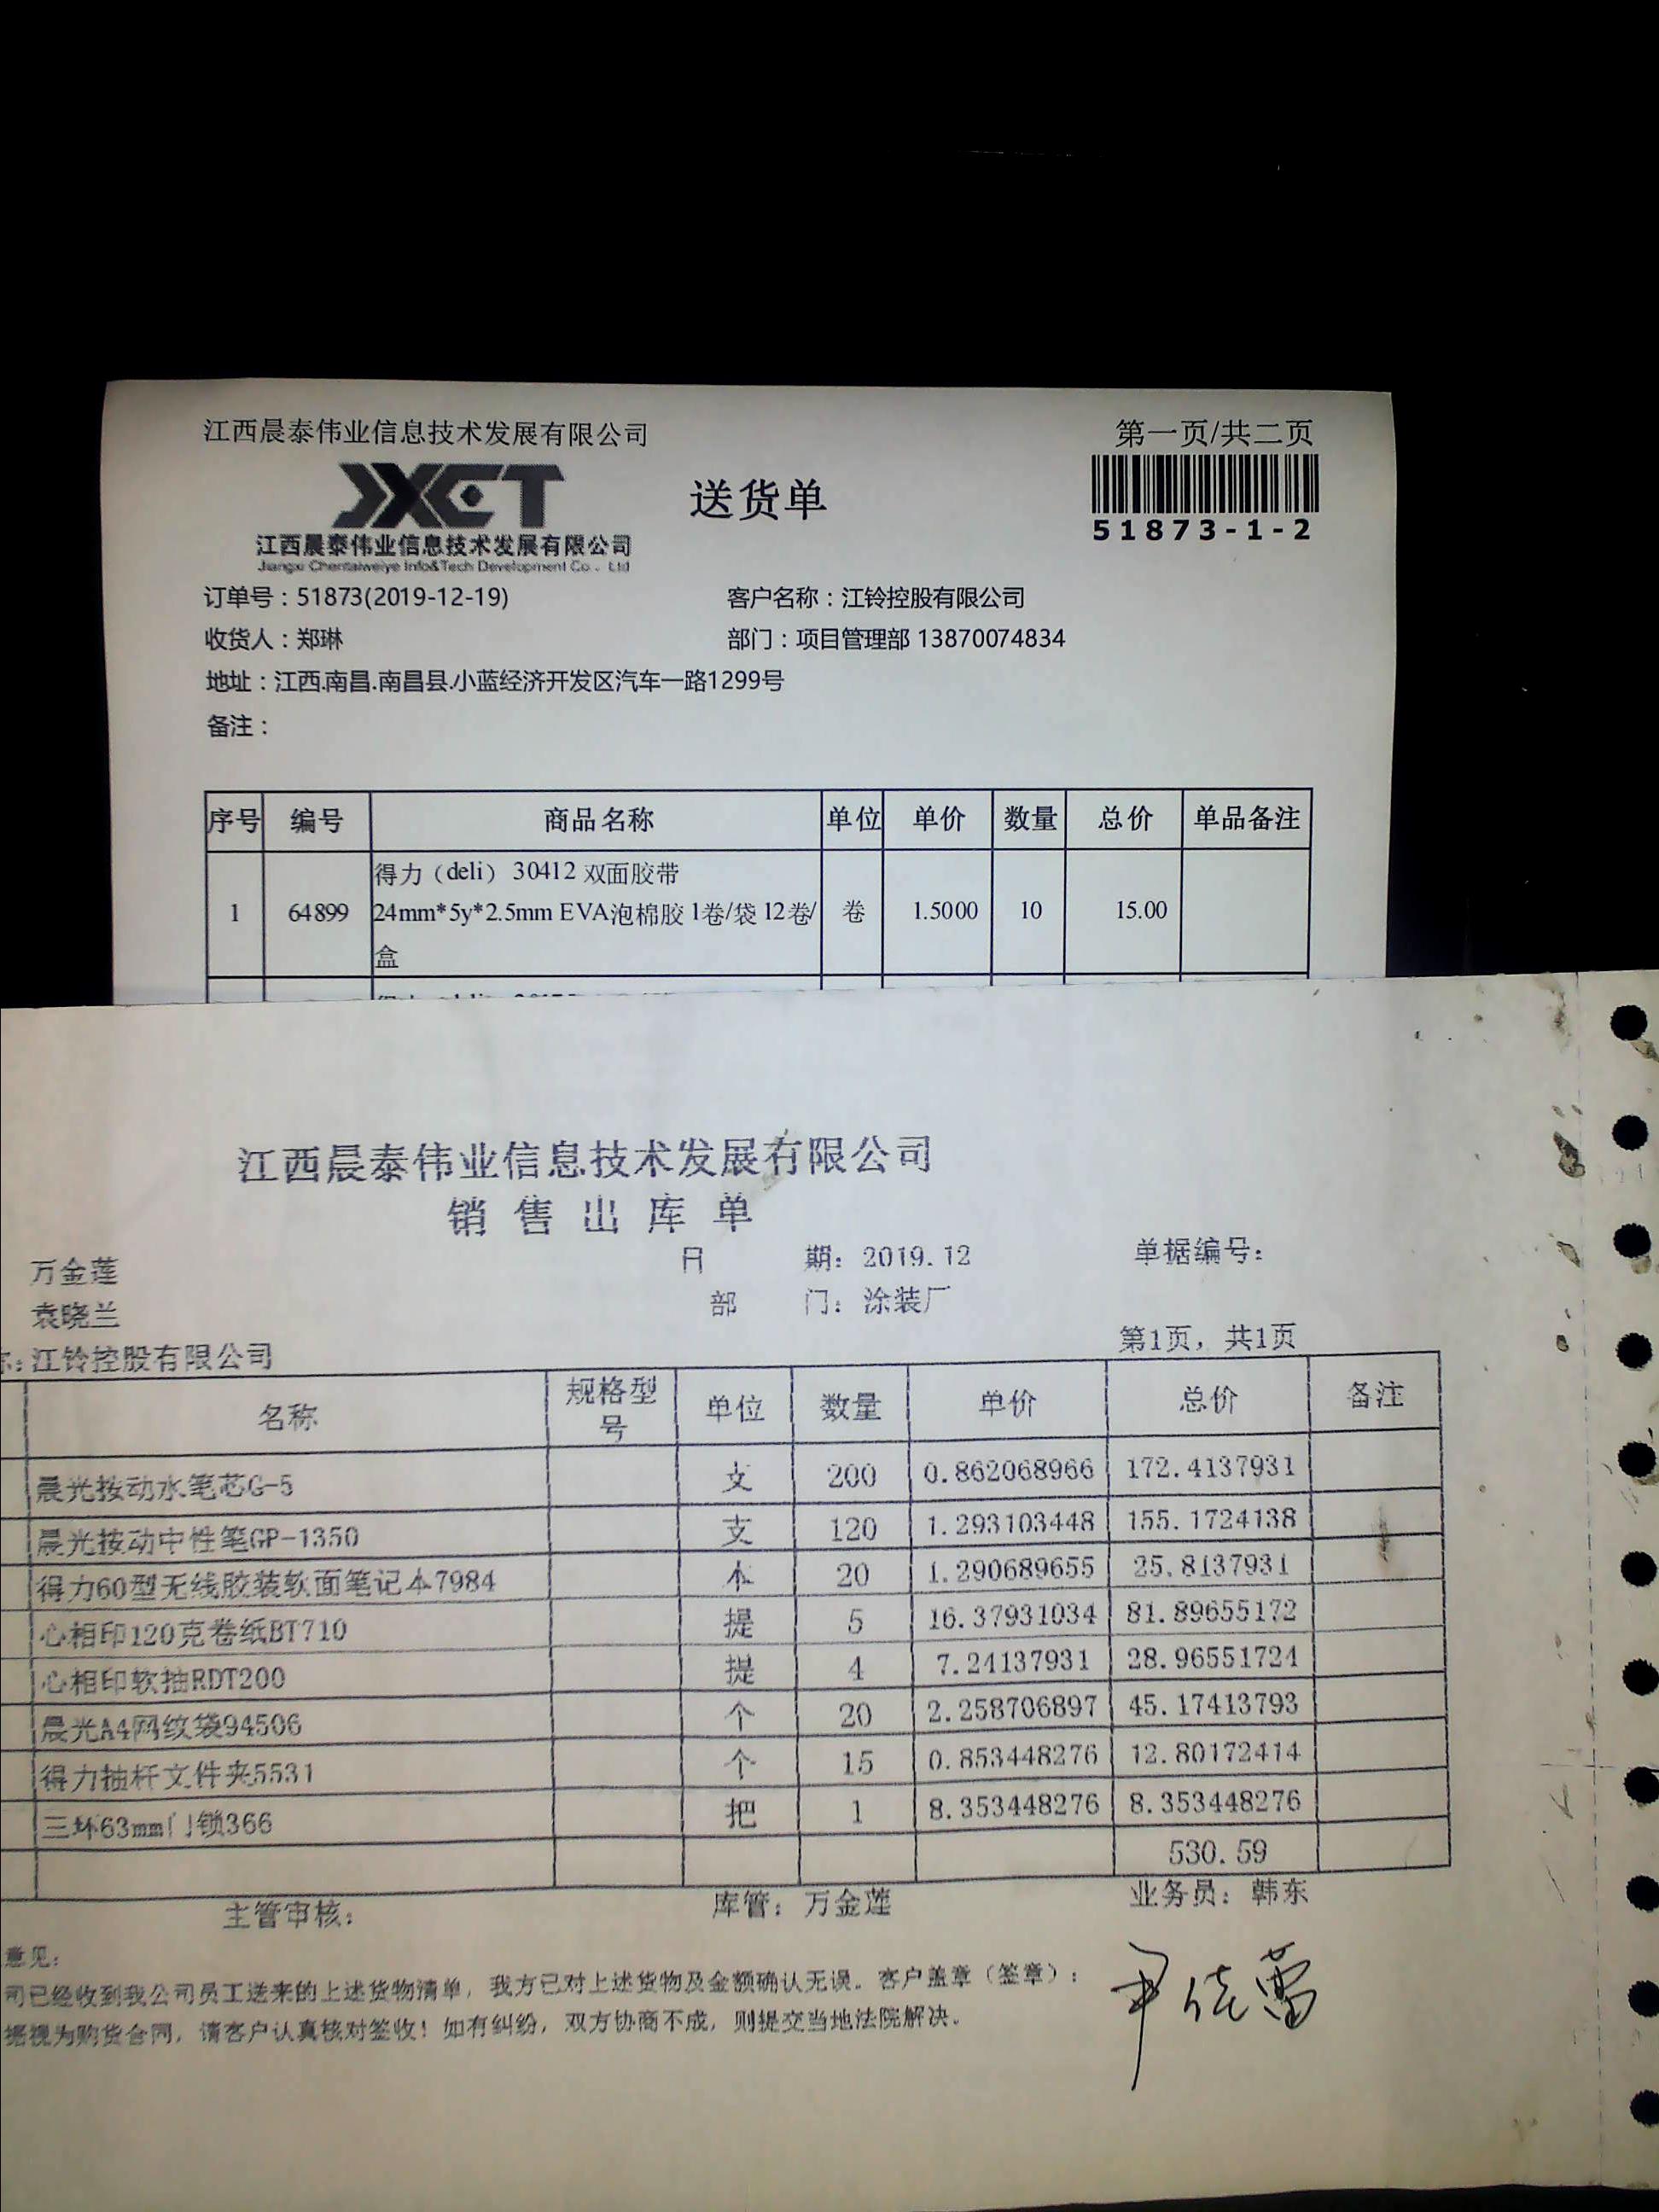 江西晨泰伟业信息技术发展有限公司 第一页/共二页
JXCT 送货单
51873-1-2
江西晨泰伟业信息技术发展有限公司
Jiangxi Chentaiweiye Info&Tech Development Co . Ltd
订单号：51873(2019-12-19) 客户名称：江铃控股有限公司
收货人：郑琳 部门：项目管理部 13870074834
地址：江西.南昌.南昌县.小蓝经济开发区汽车一路1299号
备注：
序号 编号 商品名称 单位 单价 数量 总价 单品备注
得力（deli） 30412 双面胶带
1 64899 24mm*5y*2.5mm EVA泡棉胶 1卷/袋 12卷/ 卷 1.5000 10 15.00
盒
江西晨泰伟业信息技术发展有限公司
销售出库单
万金莲 日 期：2019.12 单据编号：
袁晓兰 部 门：涂装厂
江铃控股有限公司 第1页，共1页
名称 规格型号 单位 数量 单价 总价 备注
晨光按动水笔芯G-5 支 200 0.862068966 172.4137931
晨光按动中性笔GP-1350 支 120 1.293103448 155.1724138
得力60型无线胶装软面笔记本7984 本 20 1.290689655 25.8137931
心相印120克卷纸BT710 提 5 16.37931034 81.89655172
心相印软抽RDT200 提 4 7.24137931 28.96551724
晨光A4网纹袋94506 个 20 2.258706897 45.17413793
得力抽杆文件夹5531 个 15 0.853448276 12.80172414
三环63mm门锁366 把 1 8.353448276 8.353448276
530.59
主管审核： 库管：万金莲 业务员：韩东
意见：
司已经收到我公司员工送来的上述货物清单，我方已对上述货物及金额确认无误。客户盖章（签章）：
据视为购货合同，请客户认真核对签收！如有纠纷，双方协商不成，则提交当地法院解决。